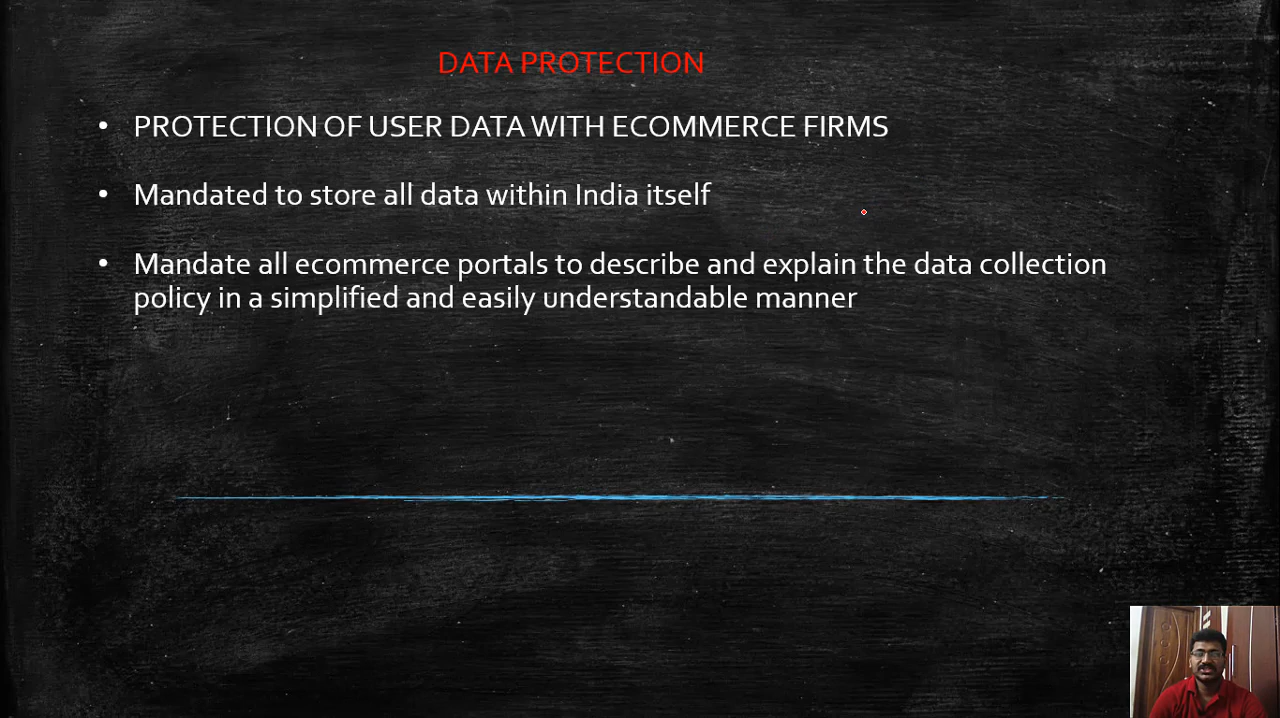 DATA PROTECTION
• PROTECTION OF USER DATA WITH ECOMMERCE FIRMS
• Mandated to store all data within India itself
• Mandate all ecommerce portals to describe and explain the data collection
policy in a simplified and easily understandable manner